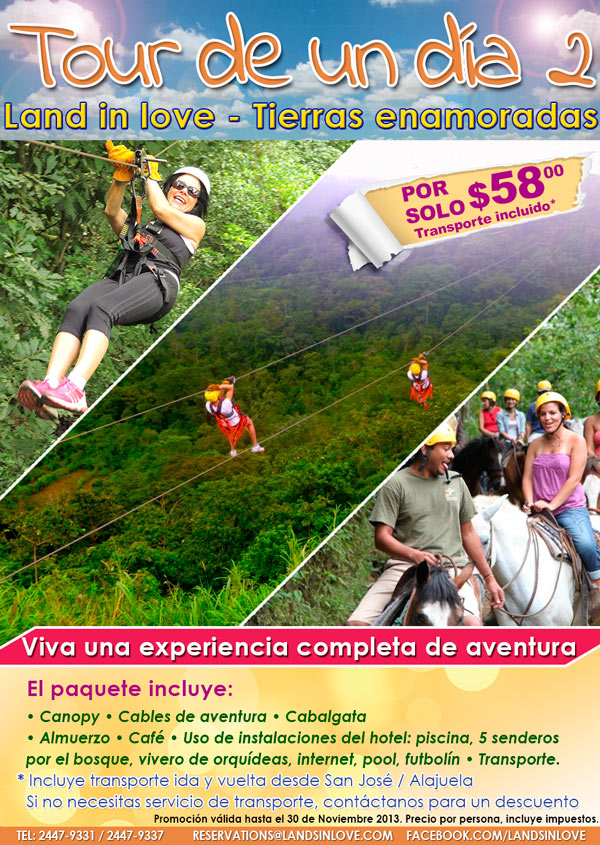 Tour de un día 2
Land in love - Tierras enamoradas
POR
SOLO $58.00
Transporte incluido*
Viva una experiencia completa de aventura
El paquete incluye:
• Canopy • Cables de aventura • Cabalgata
• Almuerzo • Café • Uso de instalaciones del hotel: piscina, 5 senderos
por el bosque, vivero de orquídeas, internet, pool, futbolín • Transporte.
* Incluye transporte ida y vuelta desde San José / Alajuela
Si no necesitas servicio de transporte, contáctanos para un descuento
Promoción válida hasta el 30 de Noviembre 2013. Precio por persona, incluye impuestos.
TEL: 2447-9331 / 2447-9337 RESERVATIONS@LANDSINLOVE.COM FACEBOOK.COM/LANDSINLOVE